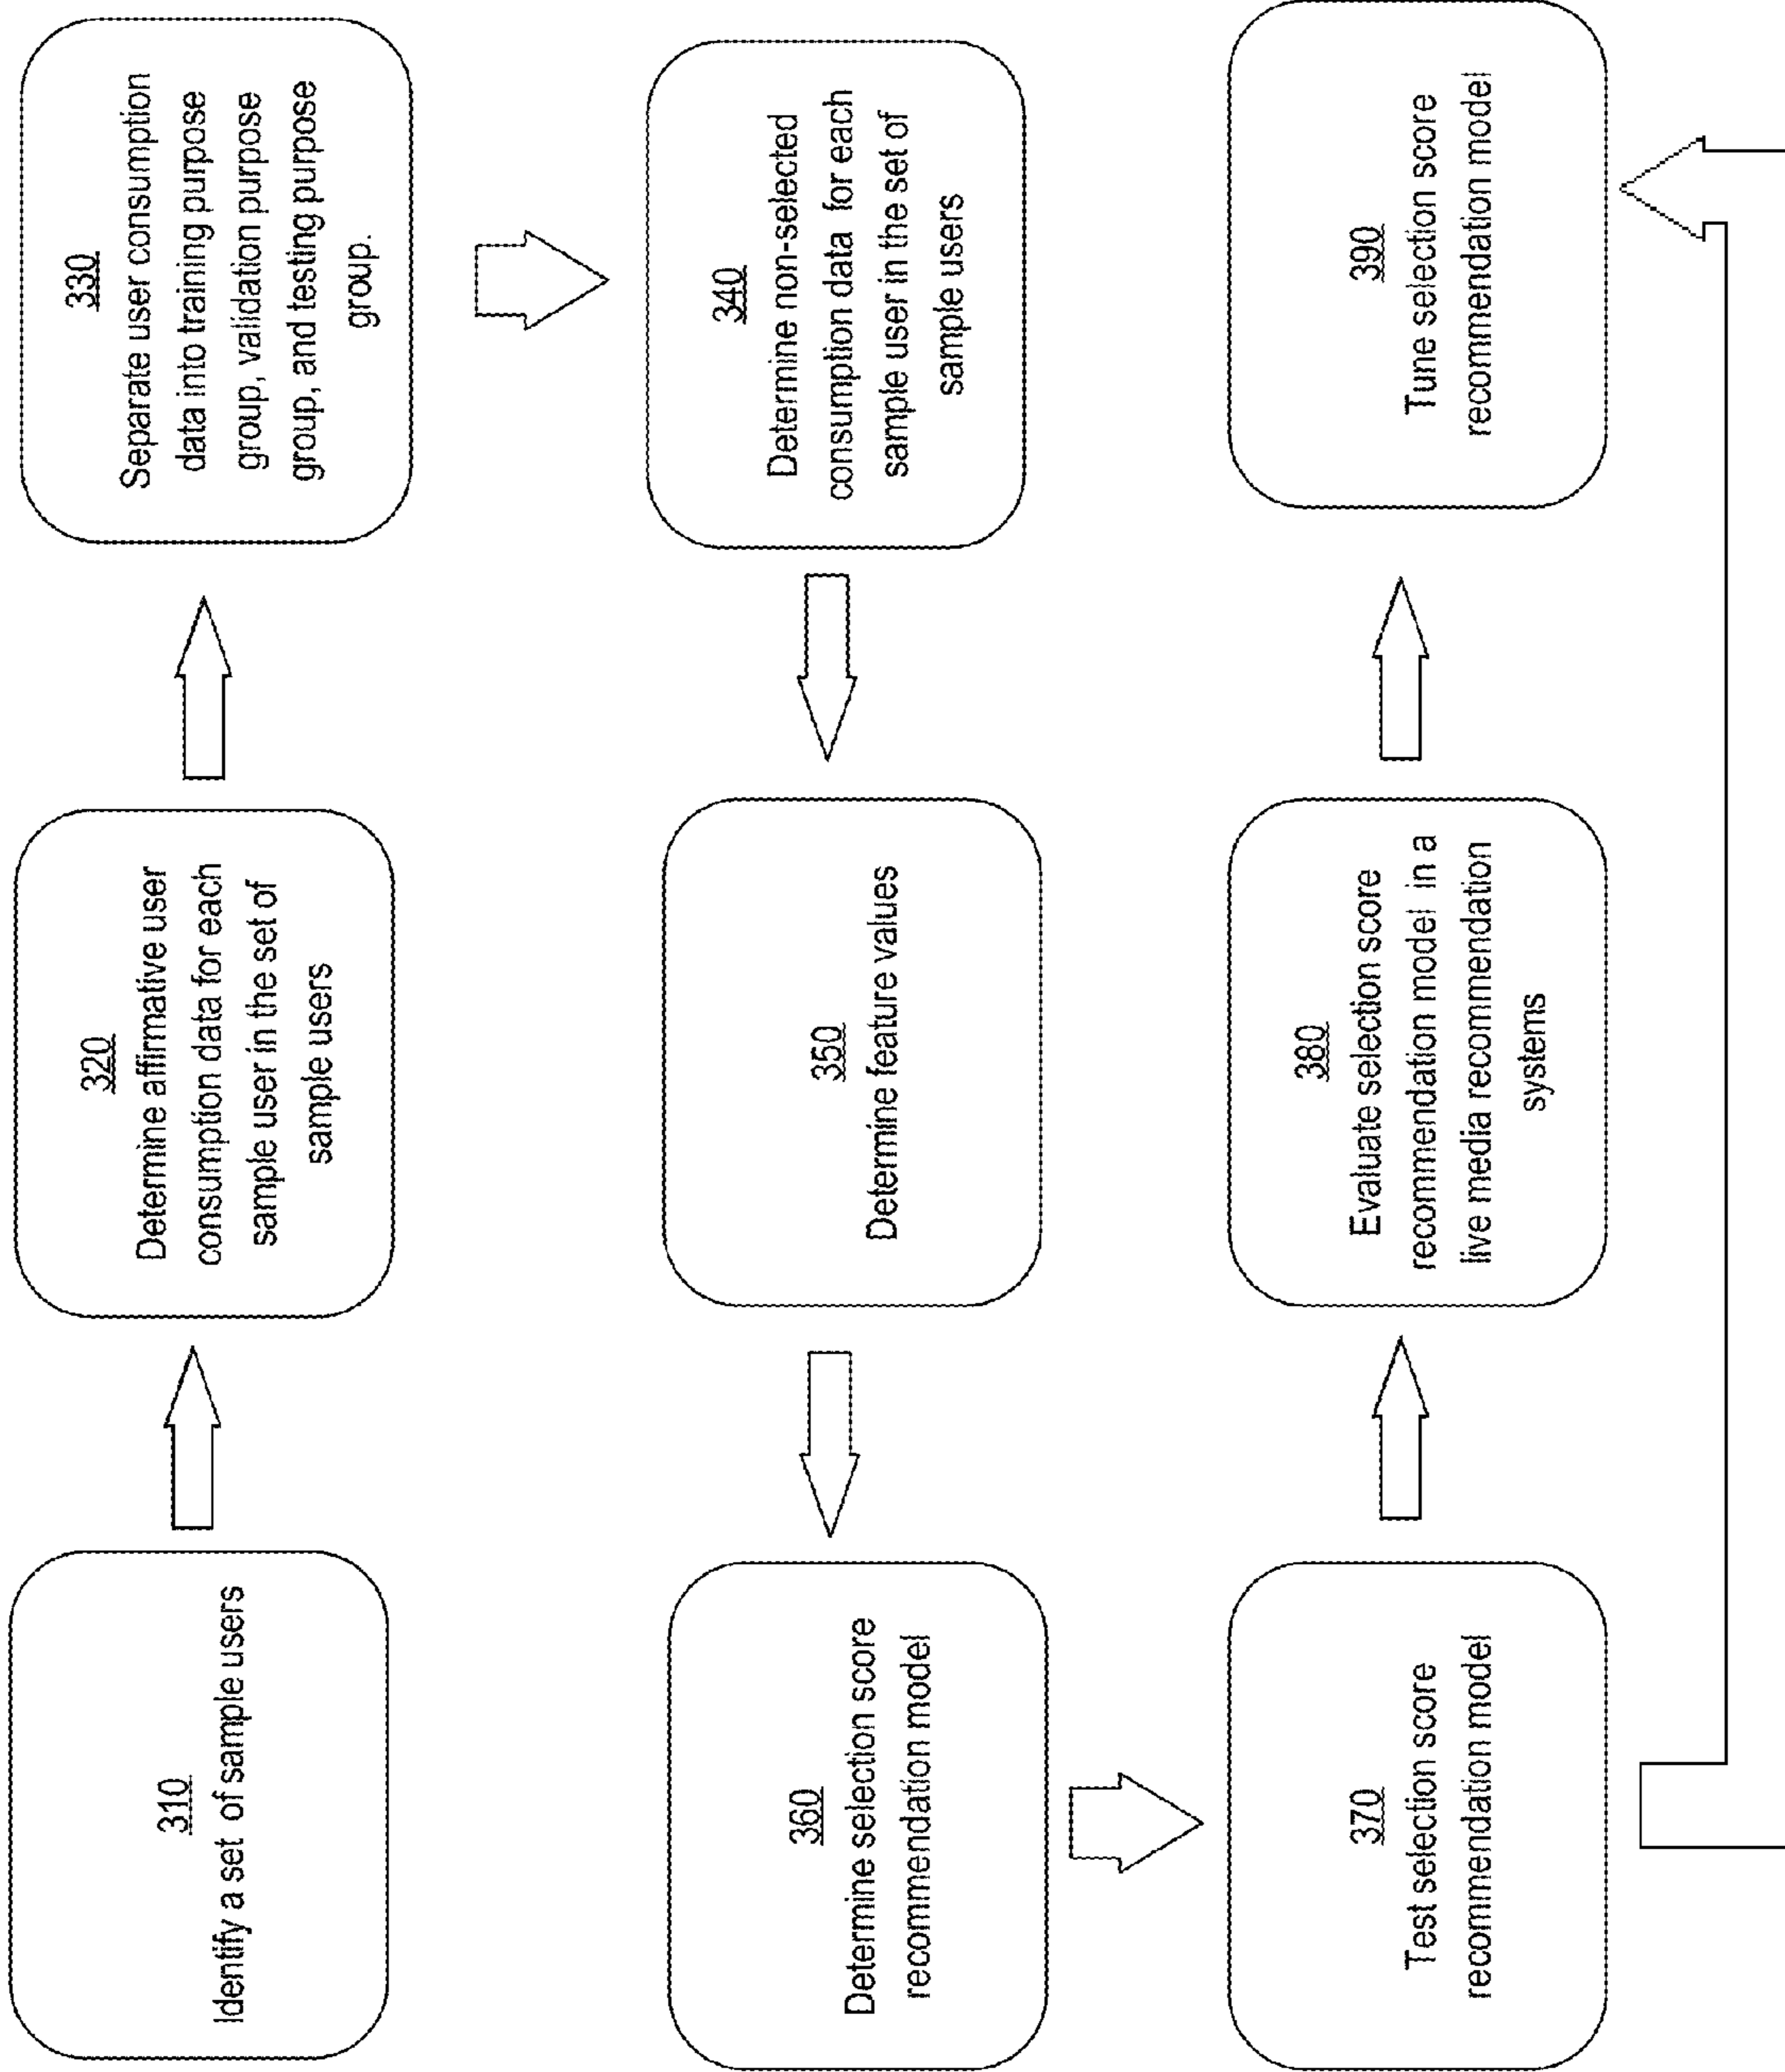 310
Identify a set of sample users
320
Determine affirmative user
consumption data for each
sample user in the set of
sample users
330
Separate user consumption
data into training purpose
group, validation purpose
group, and testing purpose
group.
340
Determine non-selected
consumption data for each
sample user in the set of
sample users
350
Determine feature values
360
Determine selection score
recommendation model
370
Test selection score
recommendation model
380
Evaluate selection score
recommendation model in a
live media recommendation
systems
390
Tune selection score
recommendation model